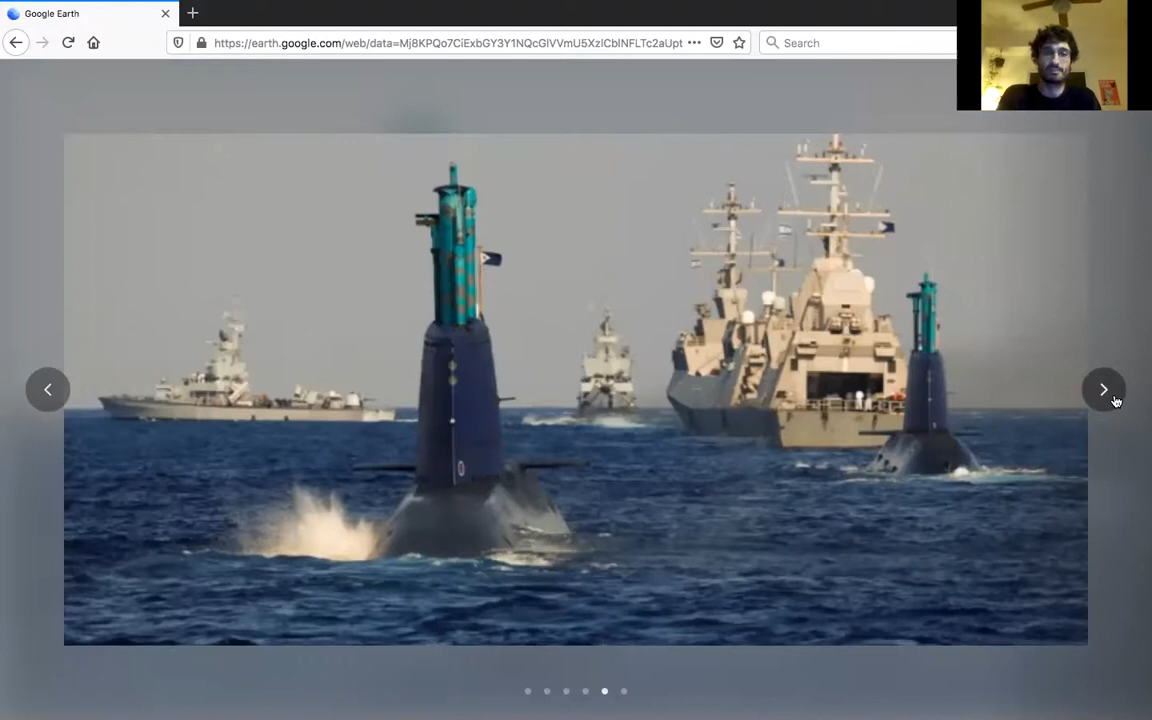 Google Earth
https://earth.google.com/web/data=Mj8KPQo7CiExbGY3Y1NQcGlVVmU5XzlCblNFLTc2aUpt
Search